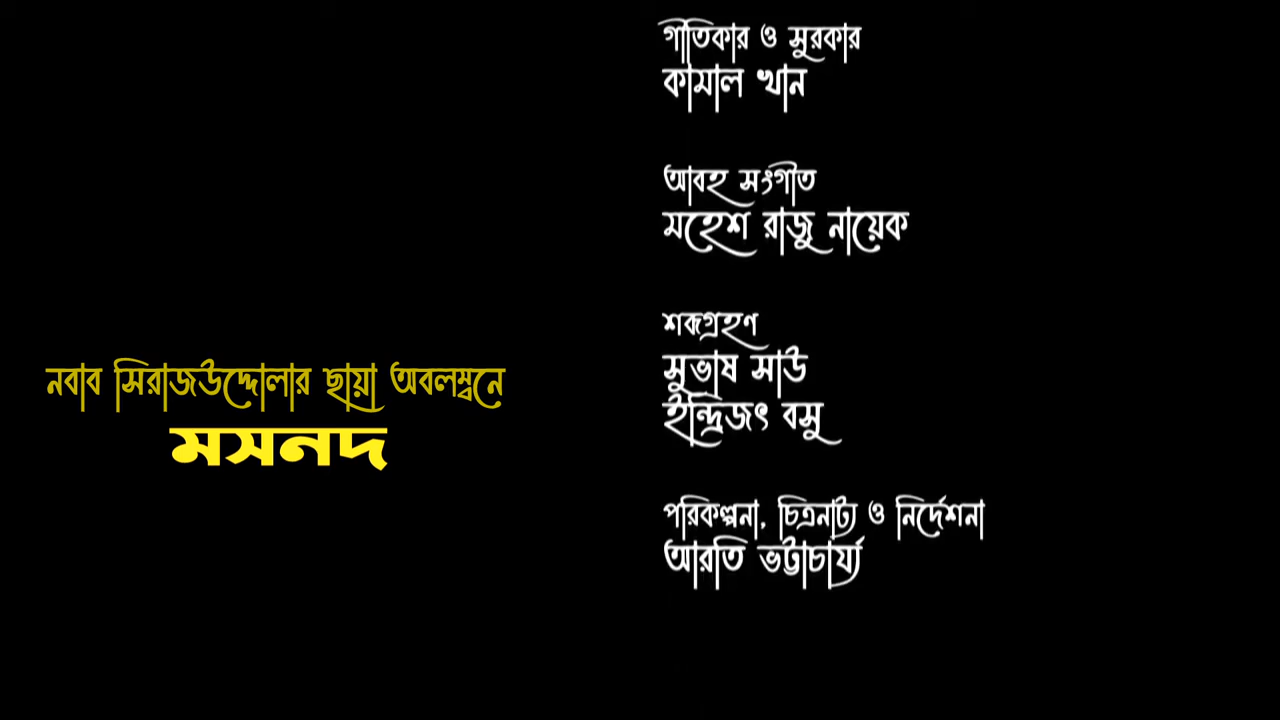 নবাব সিরাজউদ্দোলার ছায়া অবলম্বনে
মসনদ
গীতিকার ও সুরকার
কামাল খান
আবহ সংগীত
মহেশ রাজু নায়েক
শব্দগ্রহণ
সুভাষ সাউ
ইন্দ্রিজৎ বসু
পরিকল্পনা, চিত্রনাট্য ও নির্দেশনা
আরতি ভট্টাচার্য্য